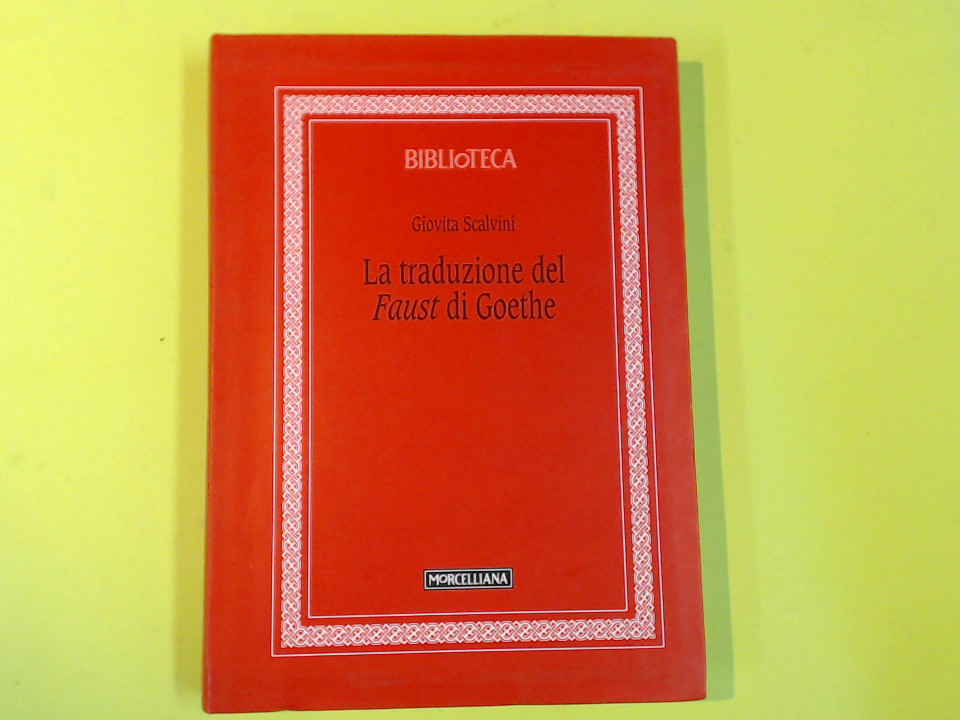 BIBLIOTECA
Giovita Scalvini
La traduzione del
Faust di Goethe
MORCELLIANA